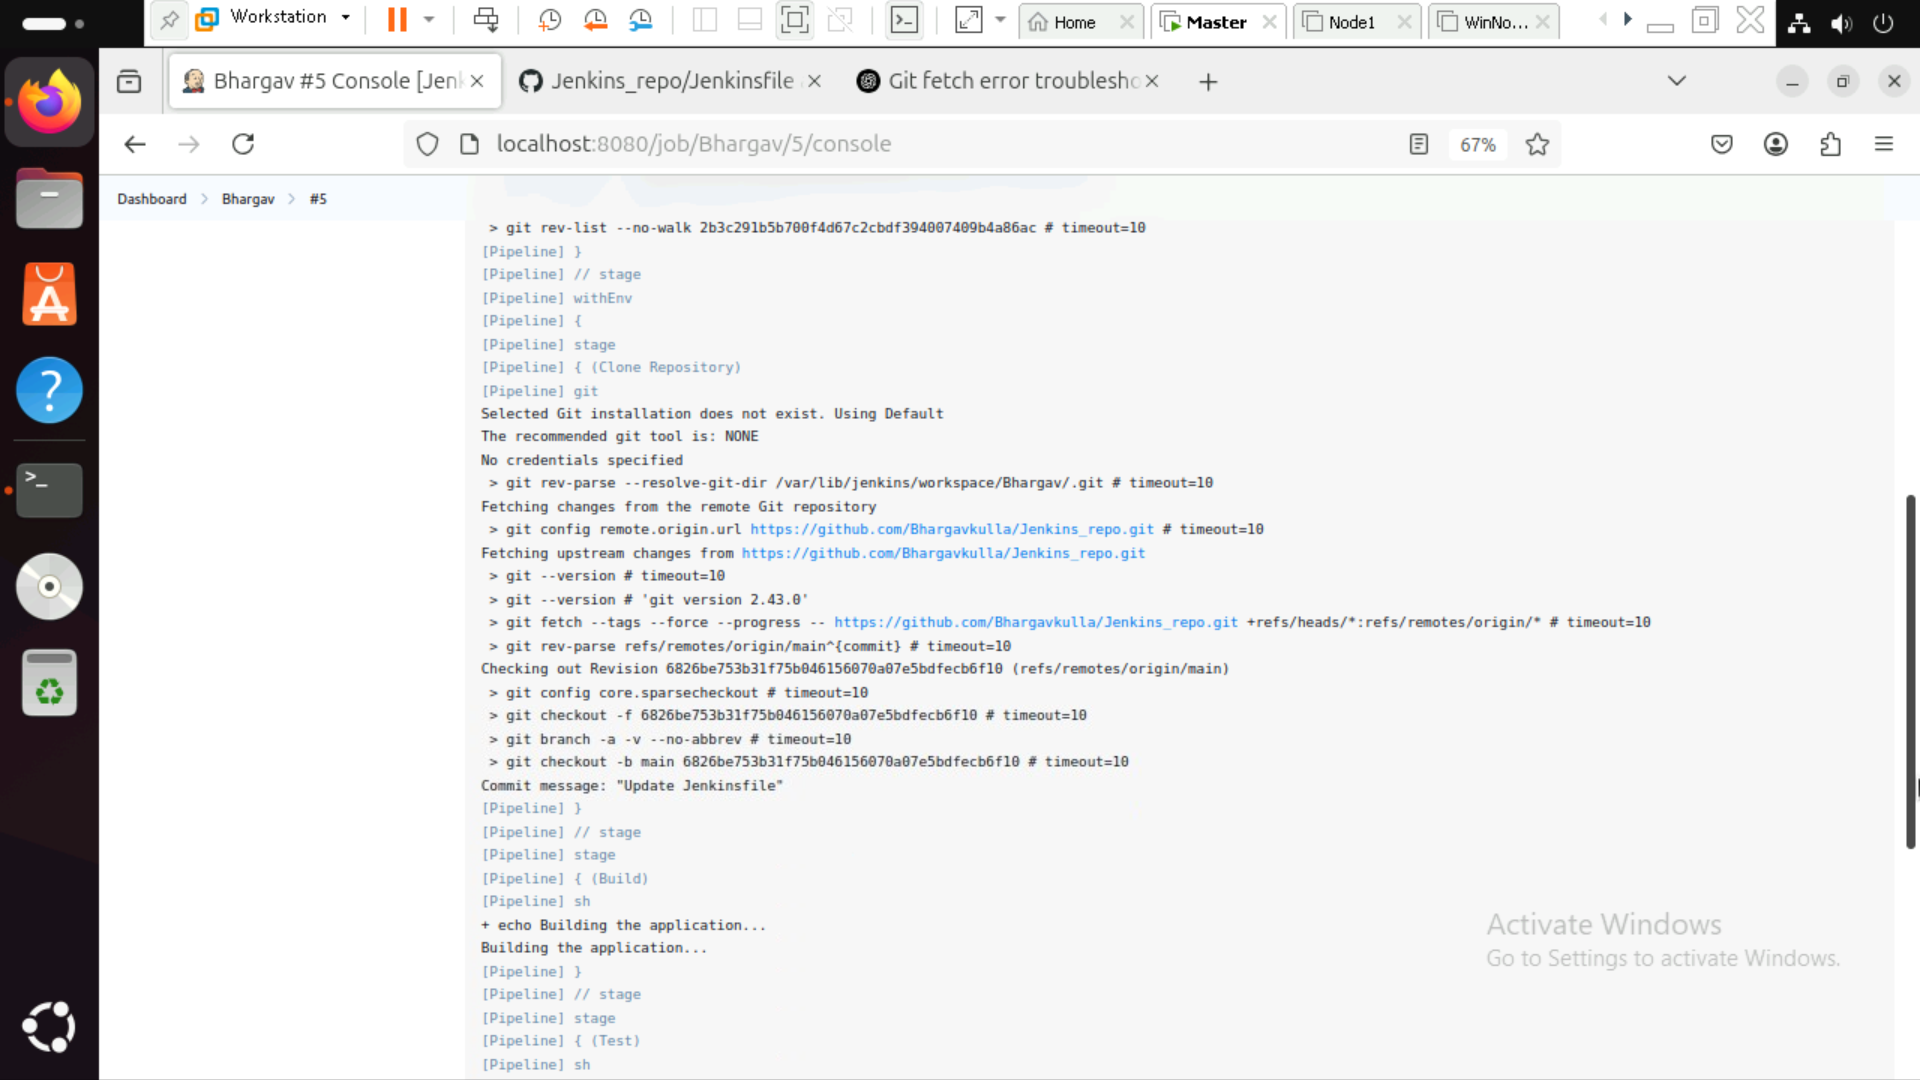 Workstation
Home
Master
Node1
WinNo...
Bhargav #5 Console [Jenk
Jenkins_repo/Jenkinsfile
Git fetch error troublesho
localhost:8080/job/Bhargav/5/console
67%
Dashboard > Bhargav > #5
> git rev-list --no-walk 2b3c291b5b700f4d67c2cbdf394007409b4a86ac # timeout=10
[Pipeline] }
[Pipeline] // stage
[Pipeline] withEnv
[Pipeline] {
[Pipeline] stage
[Pipeline] { (Clone Repository)
[Pipeline] git
Selected Git installation does not exist. Using Default
The recommended git tool is: NONE
No credentials specified
> git rev-parse --resolve-git-dir /var/lib/jenkins/workspace/Bhargav/.git # timeout=10
Fetching changes from the remote Git repository
> git config remote.origin.url https://github.com/Bhargavkulla/Jenkins_repo.git # timeout=10
Fetching upstream changes from https://github.com/Bhargavkulla/Jenkins_repo.git
> git --version # timeout=10
> git --version # 'git version 2.43.0'
> git fetch --tags --force --progress -- https://github.com/Bhargavkulla/Jenkins_repo.git +refs/heads/*:refs/remotes/origin/* # timeout=10
> git rev-parse refs/remotes/origin/main^{commit} # timeout=10
Checking out Revision 6826be753b31f75b046156070a07e5bdfecb6f10 (refs/remotes/origin/main)
> git config core.sparsecheckout # timeout=10
> git checkout -f 6826be753b31f75b046156070a07e5bdfecb6f10 # timeout=10
> git branch -a -v --no-abbrev # timeout=10
> git checkout -b main 6826be753b31f75b046156070a07e5bdfecb6f10 # timeout=10
Commit message: "Update Jenkinsfile"
[Pipeline] }
[Pipeline] // stage
[Pipeline] stage
[Pipeline] { (Build)
[Pipeline] sh
+ echo Building the application...
Building the application...
[Pipeline] }
[Pipeline] // stage
[Pipeline] stage
[Pipeline] { (Test)
[Pipeline] sh
Activate Windows
Go to Settings to activate Windows.